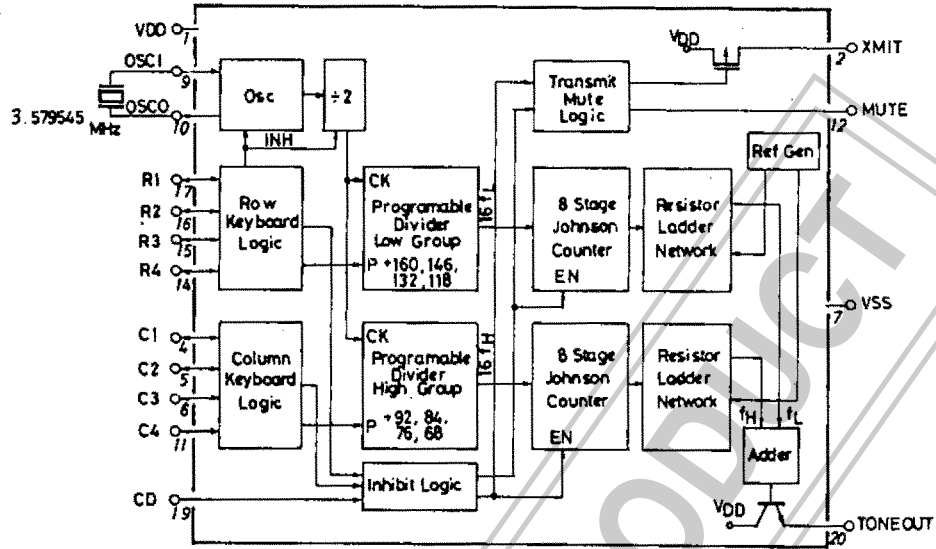 VDD
1
OSCI
9
OSCO
10
3.579545
MHz
Osc
÷2
INH
R1
17
R2
16
R3
15
R4
14
Row
Keyboard
Logic
C1
4
C2
5
C3
6
C4
11
Column
Keyboard
Logic
CD
19
CK
Programable
Divider
Low Group
P ÷160,146,
132,118
16 fL
CK
Programable
Divider
High Group
P ÷92, 84,
76, 68
16 fH
Inhibit Logic
Transmit
Mute
Logic
8 Stage
Johnson
Counter
EN
Resistor
Ladder
Network
8 Stage
Johnson
Counter
EN
Resistor
Ladder
Network
VDD
XMIT
2
MUTE
12
Ref Gen
VSS
7
fH
fL
Adder
VDD
TONE OUT
20
ODUCT